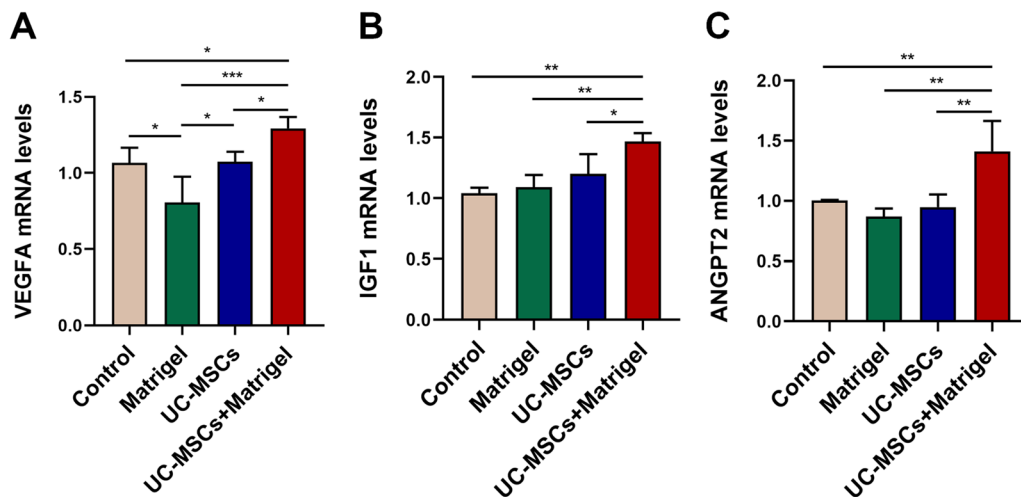 A
VEGFA mRNA levels
1.5
1.0
0.5
0.0
*
***
*
*
*
Control
Matrigel
UC-MSCs
UC-MSCs+Matrigel
B
IGF1 mRNA levels
2.0
1.5
1.0
0.5
0.0
**
**
*
Control
Matrigel
UC-MSCs
UC-MSCs+Matrigel
C
ANGPT2 mRNA levels
2.0
1.5
1.0
0.5
0.0
**
**
**
Control
Matrigel
UC-MSCs
UC-MSCs+Matrigel